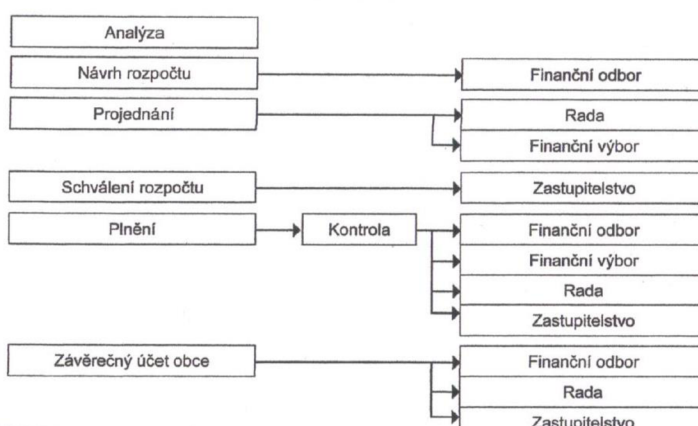 Analýza
Návrh rozpočtu
Finanční odbor
Projednání
Rada
Finanční výbor
Schválení rozpočtu
Zastupitelstvo
Plnění
Kontrola
Finanční odbor
Finanční výbor
Rada
Zastupitelstvo
Závěrečný účet obce
Finanční odbor
Rada
Zastupitelstvo